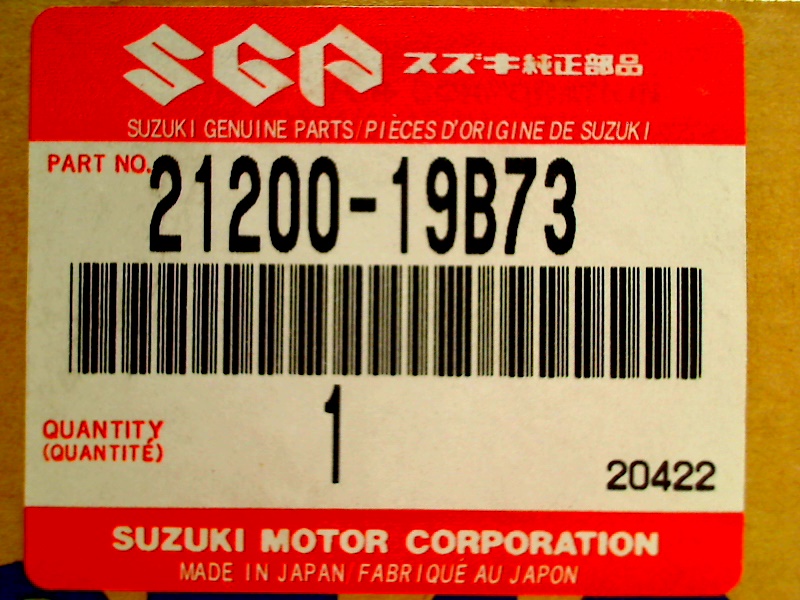 SGP スズキ純正部品
SUZUKI GENUINE PARTS/PIÈCES D'ORIGINE DE SUZUKI
PART NO. 21200-19B73
1
QUANTITY
(QUANTITÉ)
20422
SUZUKI MOTOR CORPORATION
MADE IN JAPAN/FABRIQUÉ AU JAPON